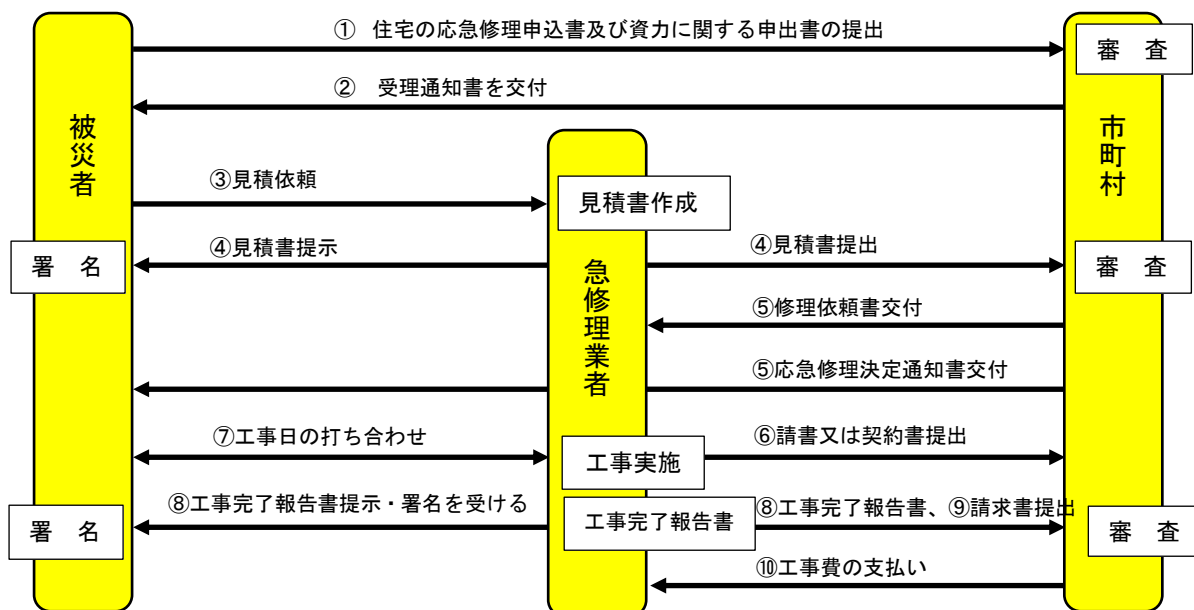 ① 住宅の応急修理申込書及び資力に関する申出書の提出
審 査
② 受理通知書を交付
被災者
市町村
③見積依頼
見積書作成
署 名
④見積書提示
④見積書提出
審 査
急修理業者
⑤修理依頼書交付
⑤応急修理決定通知書交付
⑦工事日の打ち合わせ
⑥請書又は契約書提出
工事実施
⑧工事完了報告書提示・署名を受ける
工事完了報告書
⑧工事完了報告書、⑨請求書提出
署 名
審 査
⑩工事費の支払い